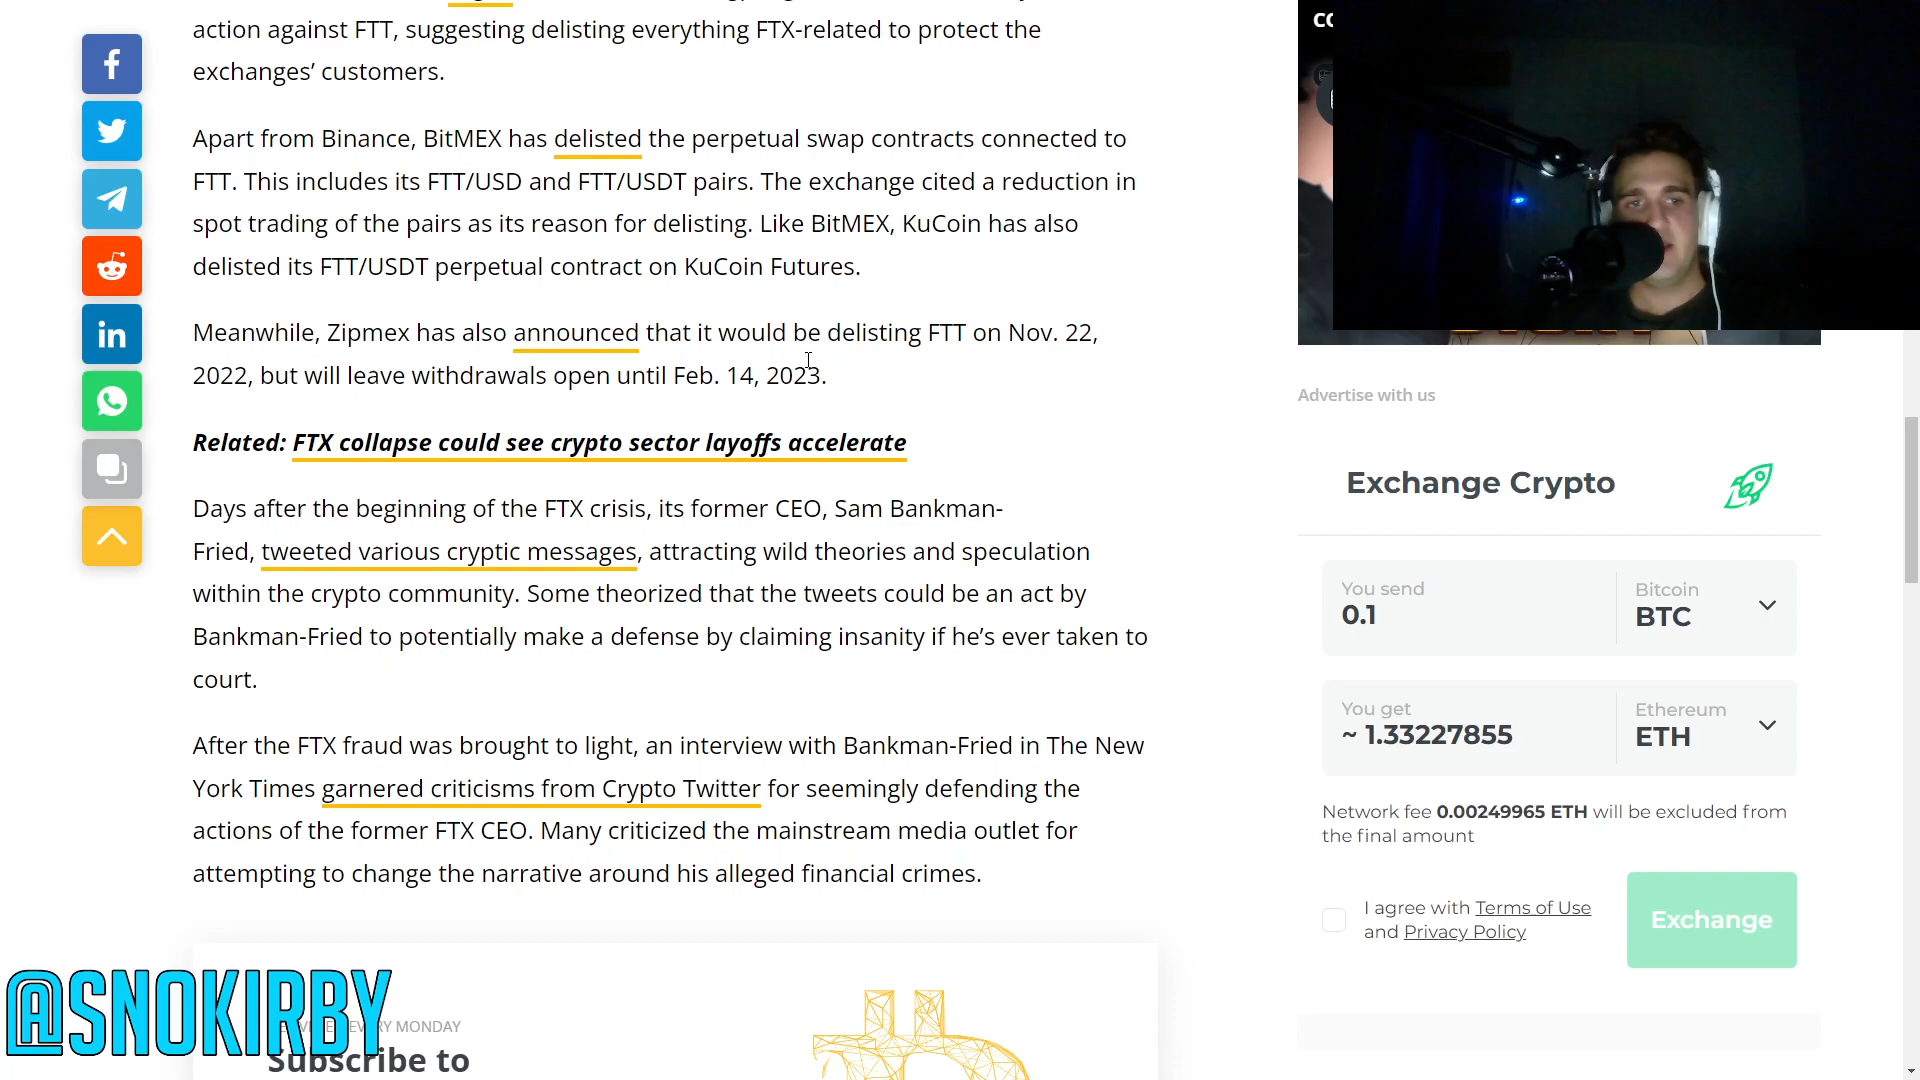 action against FTT, suggesting delisting everything FTX-related to protect the
exchanges’ customers.
Apart from Binance, BitMEX has delisted the perpetual swap contracts connected to
FTT. This includes its FTT/USD and FTT/USDT pairs. The exchange cited a reduction in
spot trading of the pairs as its reason for delisting. Like BitMEX, KuCoin has also
delisted its FTT/USDT perpetual contract on KuCoin Futures.
Meanwhile, Zipmex has also announced that it would be delisting FTT on Nov. 22,
2022, but will leave withdrawals open until Feb. 14, 2023.
Related: FTX collapse could see crypto sector layoffs accelerate
Days after the beginning of the FTX crisis, its former CEO, Sam Bankman-
Fried, tweeted various cryptic messages, attracting wild theories and speculation
within the crypto community. Some theorized that the tweets could be an act by
Bankman-Fried to potentially make a defense by claiming insanity if he’s ever taken to
court.
After the FTX fraud was brought to light, an interview with Bankman-Fried in The New
York Times garnered criticisms from Crypto Twitter for seemingly defending the
actions of the former FTX CEO. Many criticized the mainstream media outlet for
attempting to change the narrative around his alleged financial crimes.
@SNOKIRBY
MONDAY
Subscribe to
Advertise with us
Exchange Crypto
You send
0.1
Bitcoin
BTC
You get
~ 1.33227855
Ethereum
ETH
Network fee 0.00249965 ETH will be excluded from
the final amount
I agree with Terms of Use
and Privacy Policy
Exchange